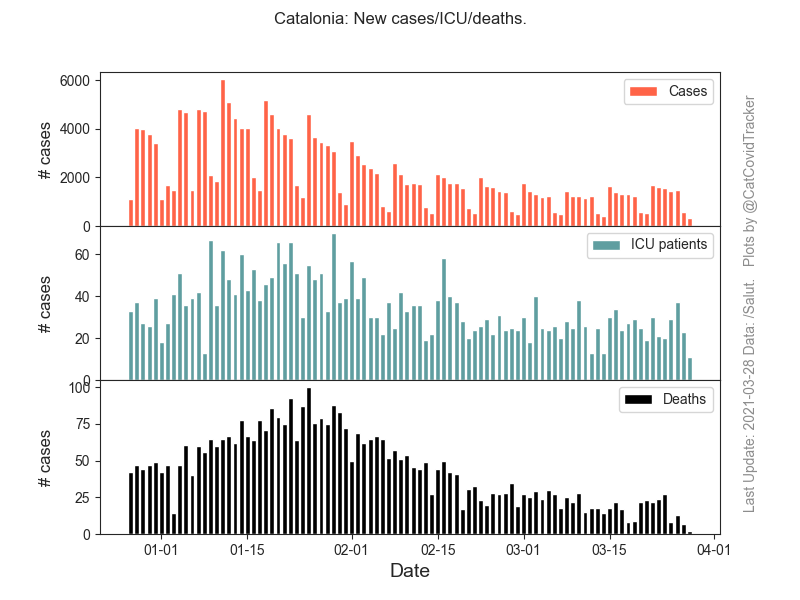 Catalonia: New cases/ICU/deaths.
6000
4000
2000
0
# cases
Cases
60
40
20
0
# cases
ICU patients
100
75
50
25
0
# cases
Deaths
01-01
01-15
02-01
02-15
03-01
03-15
04-01
Date
Last Update: 2021-03-28 Data: /Salut.   Plots by @CatCovidTracker